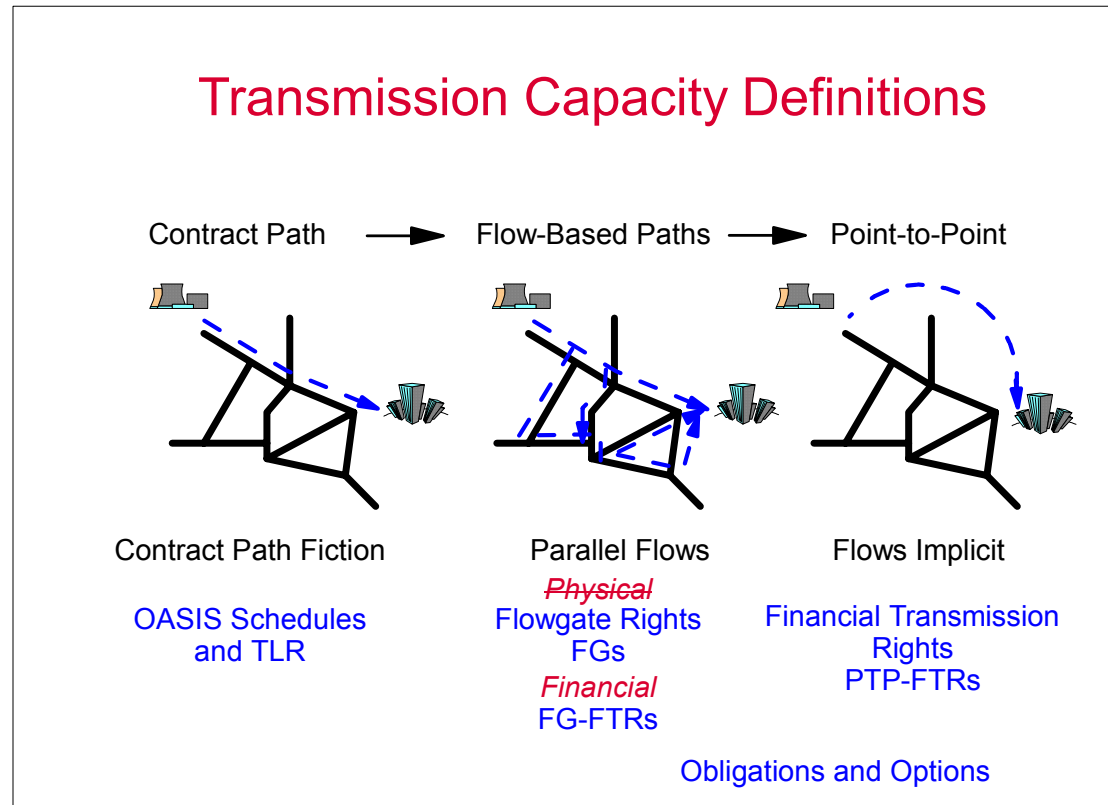 Transmission Capacity Definitions
Contract Path
Flow-Based Paths
Point-to-Point
Contract Path Fiction
OASIS Schedules
and TLR
Parallel Flows
Physical
Flowgate Rights
FGs
Financial
FG-FTRs
Flows Implicit
Financial Transmission
Rights
PTP-FTRs
Obligations and Options